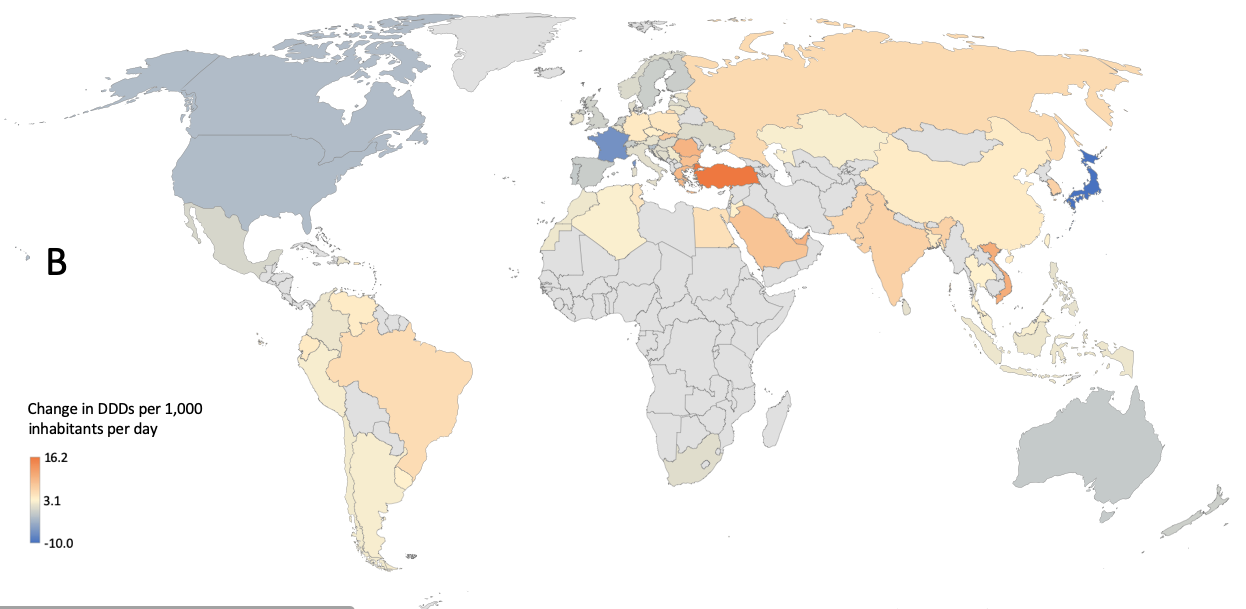 B
Change in DDDs per 1,000
inhabitants per day
16.2
3.1
-10.0